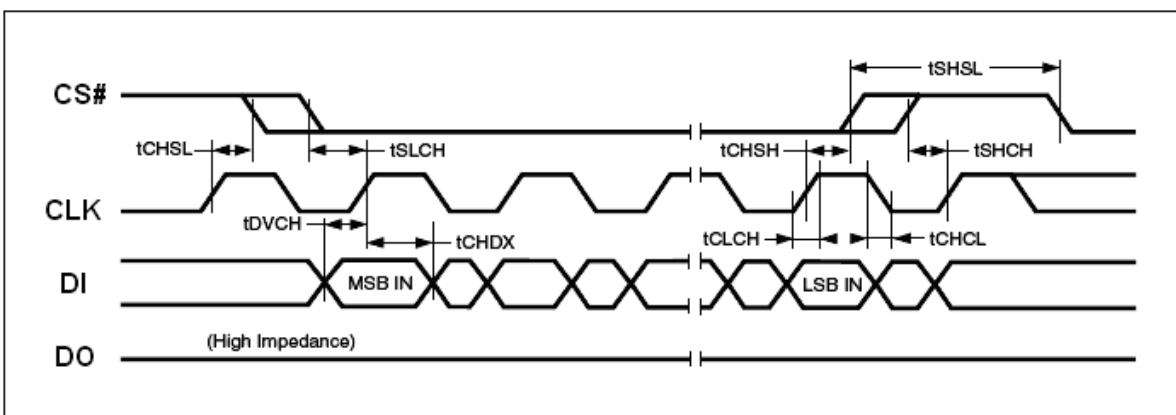 tSHSL
CS#
tCHSL
tSLCH
tCHSH
tSHCH
CLK
tDVCH
tCHDX
tCLCH
tCHCL
DI
MSB IN
LSB IN
(High Impedance)
DO